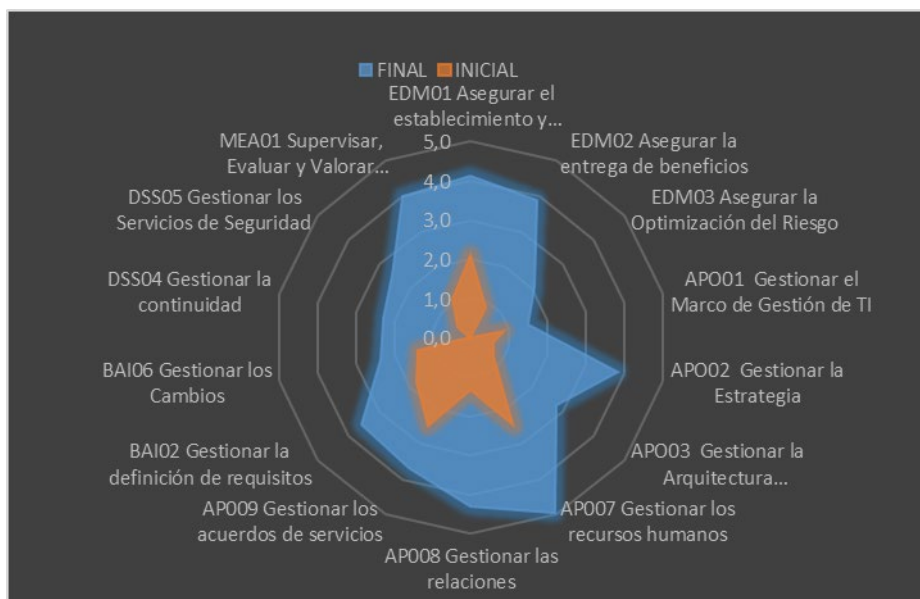 FINAL INICIAL
EDM01 Asegurar el
establecimiento y...
EDM02 Asegurar la
entrega de beneficios
EDM03 Asegurar la
Optimización del Riesgo
APO01 Gestionar el
Marco de Gestión de TI
APO02 Gestionar la
Estrategia
APO03 Gestionar la
Arquitectura...
AP007 Gestionar los
recursos humanos
AP008 Gestionar las
relaciones
AP009 Gestionar los
acuerdos de servicios
BAI02 Gestionar la
definición de requisitos
BAI06 Gestionar los
Cambios
DSS04 Gestionar la
continuidad
DSS05 Gestionar los
Servicios de Seguridad
MEA01 Supervisar,
Evaluar y Valorar...
5,0
4,0
3,0
2,0
1,0
0,0